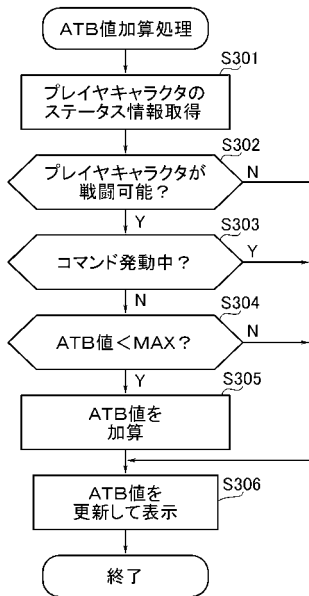 ATB値加算処理
S301
プレイヤキャラクタの
ステータス情報取得
S302
プレイヤキャラクタが
戦闘可能？
N
Y
S303
コマンド発動中？
Y
N
S304
ATB値＜MAX？
N
Y
S305
ATB値を
加算
S306
ATB値を
更新して表示
終了